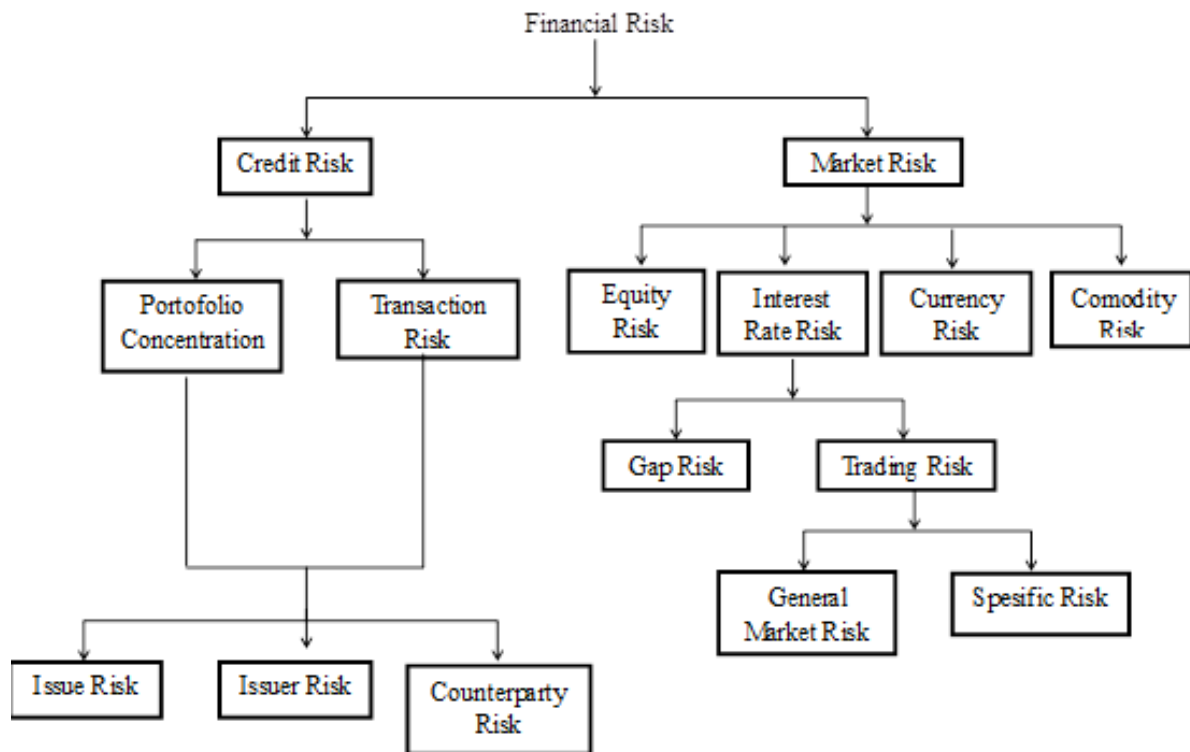 Financial Risk
Credit Risk
Market Risk
Portofolio
Concentration
Transaction
Risk
Equity
Risk
Interest
Rate Risk
Currency
Risk
Comodity
Risk
Gap Risk
Trading Risk
General
Market Risk
Spesific Risk
Issue Risk
Issuer Risk
Counterparty
Risk